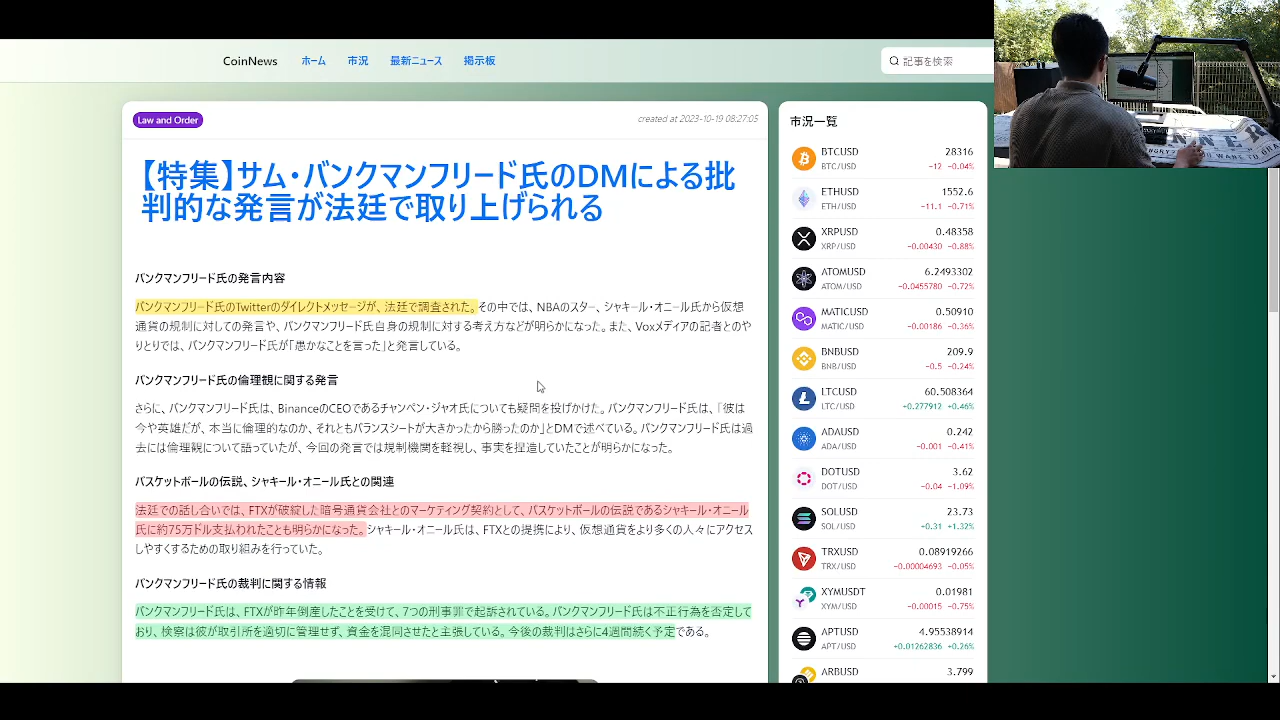 CoinNews
ホーム
市況
最新ニュース
掲示板
記事を検索
Law and Order
created at 2023-10-19 08:27:05
【特集】サム・バンクマンフリード氏のDMによる批
判的な発言が法廷で取り上げられる
バンクマンフリード氏の発言内容
バンクマンフリード氏のTwitterのダイレクトメッセージが、法廷で調査された。その中では、NBAのスター、シャキール・オニール氏から仮想
通貨の規制に対しての発言や、バンクマンフリード氏自身の規制に対する考え方などが明らかになった。また、Voxメディアの記者とのや
りとりでは、バンクマンフリード氏が「愚かなことを言った」と発言している。
バンクマンフリード氏の倫理観に関する発言
さらに、バンクマンフリード氏は、BinanceのCEOであるチャンペン・ジャオ氏についても疑問を投げかけた。バンクマンフリード氏は、「彼は
今や英雄だが、本当に倫理的なのか、それともバランスシートが大きかったから勝ったのか」とDMで述べている。バンクマンフリード氏は過
去には倫理観について語っていたが、今回の発言では規制機関を軽視し、事実を捏造していたことが明らかになった。
バスケットボールの伝説、シャキール・オニール氏との関連
法廷での話し合いでは、FTXが破綻した暗号通貨会社とのマーケティング契約として、バスケットボールの伝説であるシャキール・オニール
氏に約75万ドル支払われたことも明らかになった。シャキール・オニール氏は、FTXとの提携により、仮想通貨をより多くの人々にアクセス
しやすくするための取り組みを行っていた。
バンクマンフリード氏の裁判に関する情報
バンクマンフリード氏は、FTXが昨年倒産したことを受けて、7つの刑事罪で起訴されている。バンクマンフリード氏は不正行為を否定して
おり、検察は彼が取引所を適切に管理せず、資金を混同させたと主張している。今後の裁判はさらに4週間続く予定である。
市況一覧
BTCUSD 28316
BTC/USD -12 -0.04%
ETHUSD 1552.6
ETH/USD -11.1 -0.71%
XRPUSD 0.48358
XRP/USD -0.00430 -0.88%
ATOMUSD 6.2493302
ATOM/USD -0.0455780 -0.72%
MATICUSD 0.50910
MATIC/USD -0.00186 -0.36%
BNBUSD 209.9
BNB/USD -0.5 -0.24%
LTCUSD 60.508364
LTC/USD +0.277912 +0.46%
ADAUSD 0.242
ADA/USD -0.001 -0.41%
DOTUSD 3.62
DOT/USD -0.04 -1.09%
SOLUSD 23.73
SOL/USD +0.31 +1.32%
TRXUSD 0.08919266
TRX/USD -0.00004693 -0.05%
XYMUSDT 0.01981
XYM/USD -0.00015 -0.75%
APTUSD 4.95538914
APT/USD +0.01262836 +0.26%
ARBUSD 3.799